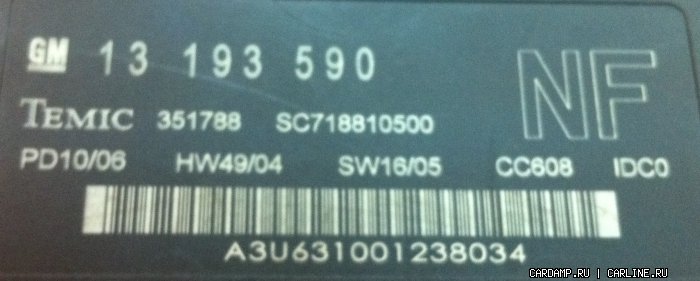 GM 13 193 590 NF
TEMIC 351788 SC718810500
PD10/06 HW49/04 SW16/05 CC608 IDC0
A3U631001238034
CARDAMP.RU | CARLINE.RU